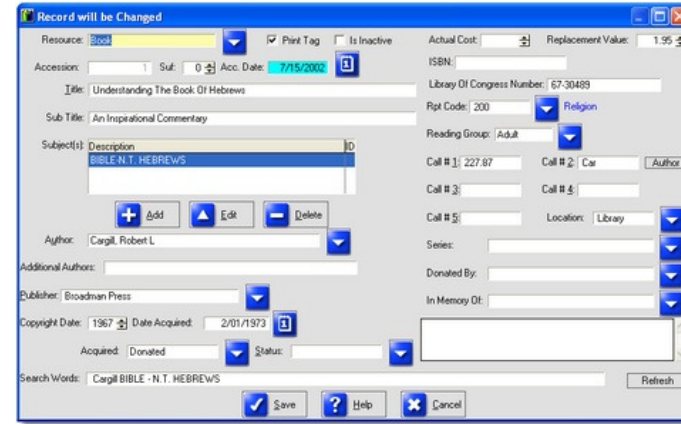 Record will be Changed
Resource: Book Print Tag Is Inactive Actual Cost: Replacement Value: 1.95
Accession: 1 Suf: 0 Acc. Date: 7/15/2002 ISBN:
Title: Understanding The Book Of Hebrews Library Of Congress Number: 67-30489
Sub Title: An Inspirational Commentary Rpt Code: 200 Religion
Reading Group: Adult
Subject(s): Description ID
BIBLE-N.T. HEBREWS Call # 1: 227.87 Call # 2: Car Author
Call # 3: Call # 4:
Add Edit Delete Call # 5: Location: Library
Author: Cargill, Robert L Series:
Additional Authors: Donated By:
Publisher: Broadman Press In Memory Of:
Copyright Date: 1967 Date Acquired: 2/01/1973
Acquired: Donated Status:
Search Words: Cargill BIBLE - N.T. HEBREWS Refresh
Save Help Cancel